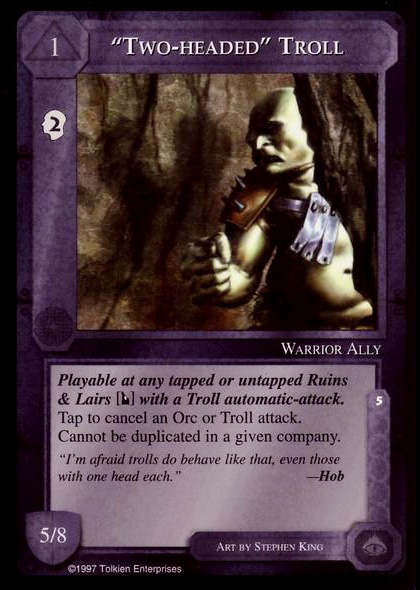 1
“TWO-HEADED” TROLL
2
WARRIOR ALLY
Playable at any tapped or untapped Ruins
& Lairs [] with a Troll automatic-attack.
5
Tap to cancel an Orc or Troll attack.
Cannot be duplicated in a given company.
“I’m afraid trolls do behave like that, even those
with one head each.” —Hob
5/8
ART BY STEPHEN KING
©1997 Tolkien Enterprises